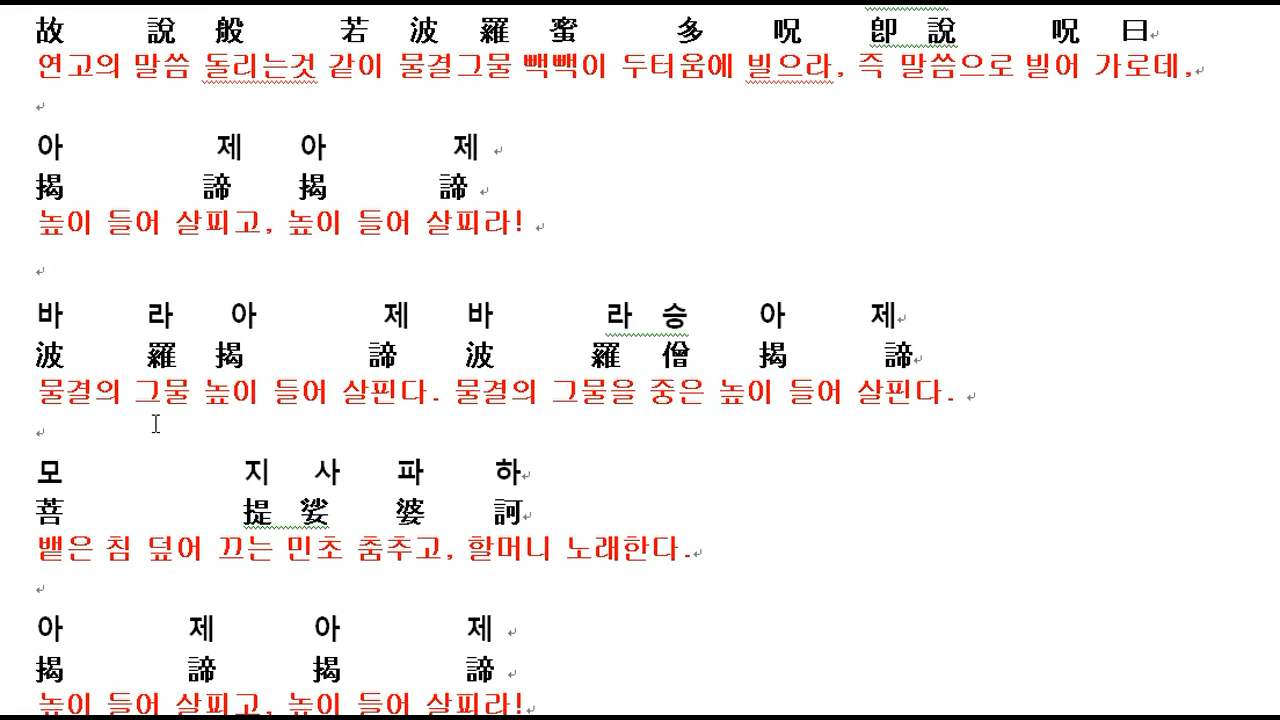 故 說 般 若 波 羅 蜜 多 呪 卽 說 呪 曰
연고의 말씀 돌리는것 같이 물결그물 빽빽이 두터움에 빌으라, 즉 말씀으로 빌어 가로데,
아 제 아 제
揭 諦 揭 諦
높이 들어 살피고, 높이 들어 살피라!
바 라 아 제 바 라 승 아 제
波 羅 揭 諦 波 羅 僧 揭 諦
물결의 그물 높이 들어 살핀다. 물결의 그물을 중은 높이 들어 살핀다.
모 지 사 파 하
菩 提 娑 婆 訶
뱉은 침 덮어 끄는 민초 춤추고, 할머니 노래한다.
아 제 아 제
揭 諦 揭 諦
높이 들어 살피고, 높이 들어 살피라!